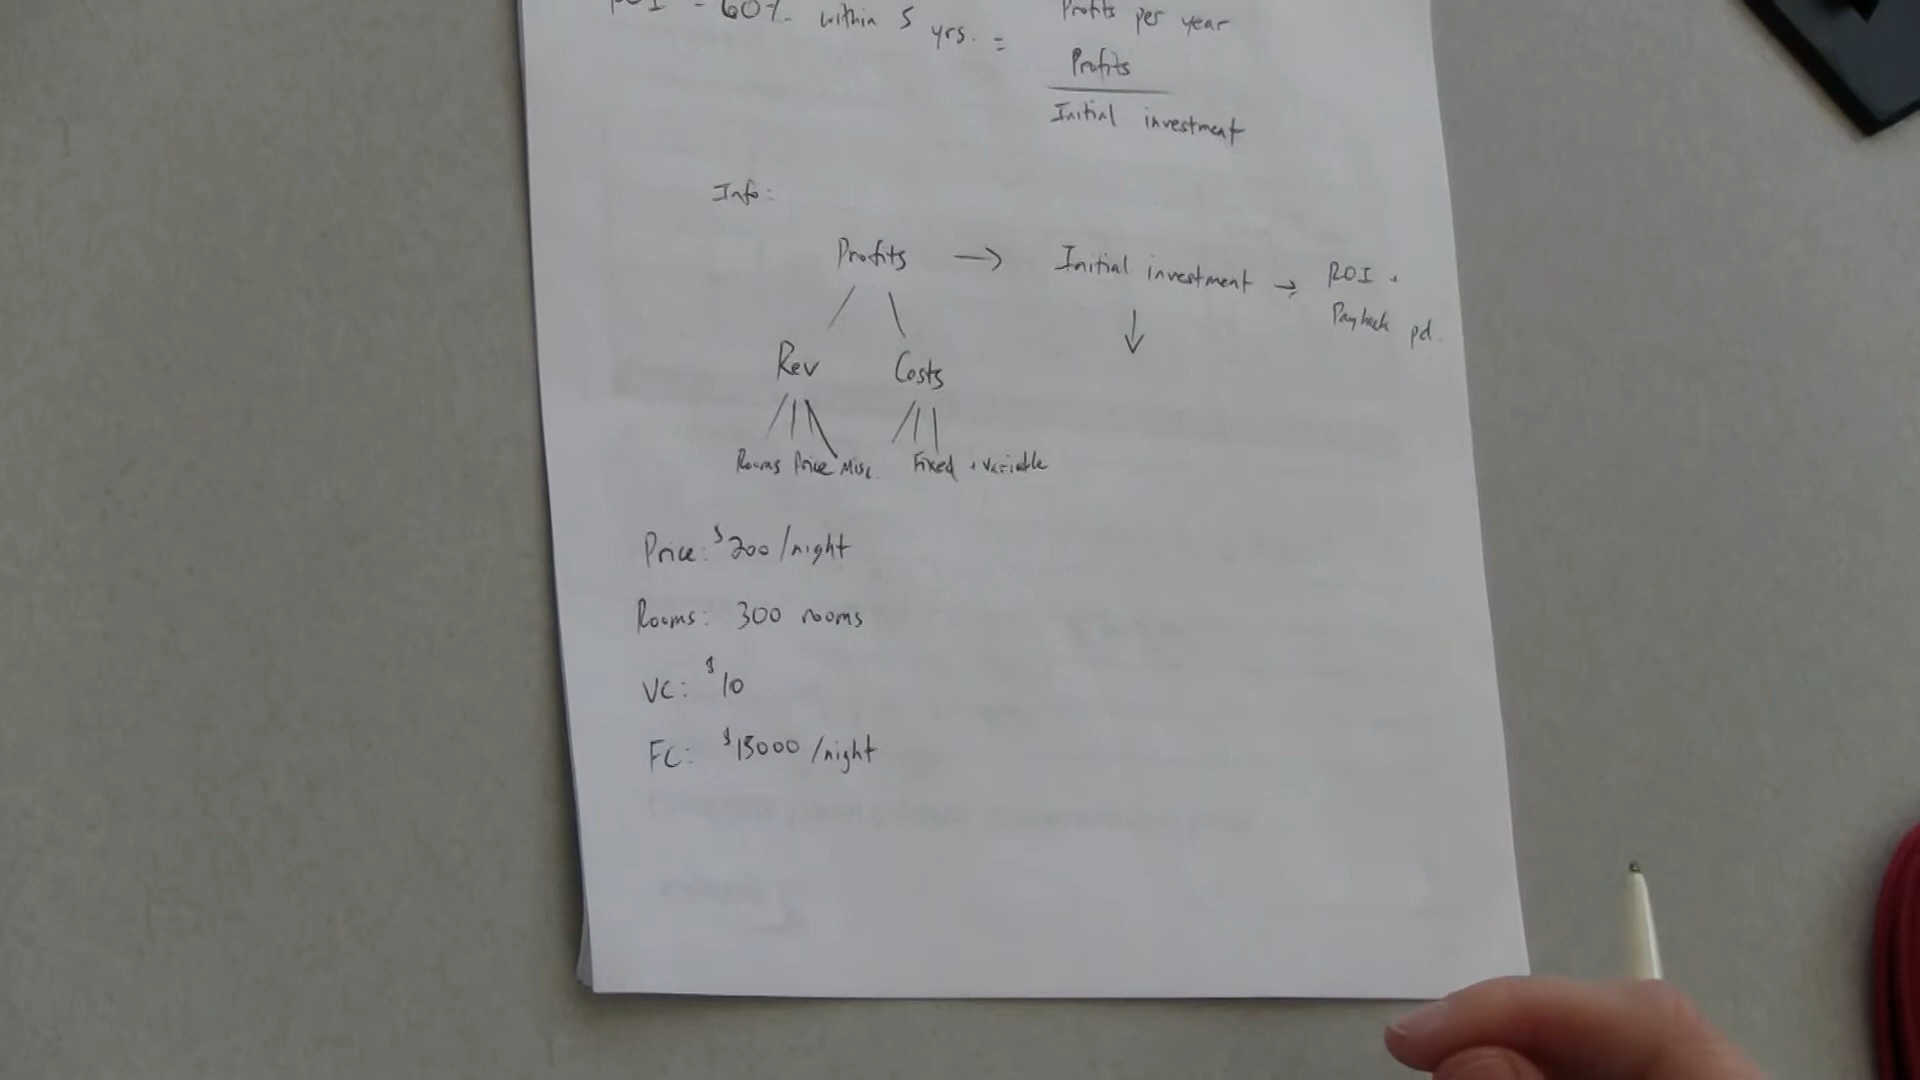 ROI - 60% within 5 yrs. =
Profits per year
Profits
Initial investment
Info:
Profits → Initial investment → ROI +
Payback pd.
Rev Costs
Rooms Price Misc. Fixed + variable
Price: $200/night
Rooms: 300 rooms
VC: $10
FC: $15000/night